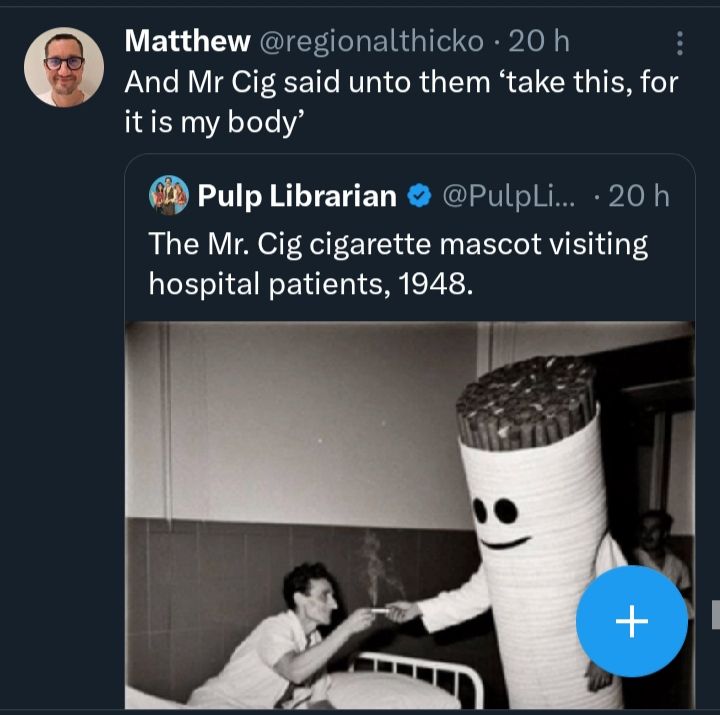 Matthew @regionalthicko · 20 h
And Mr Cig said unto them ‘take this, for
it is my body’
Pulp Librarian @PulpLi... · 20 h
The Mr. Cig cigarette mascot visiting
hospital patients, 1948.